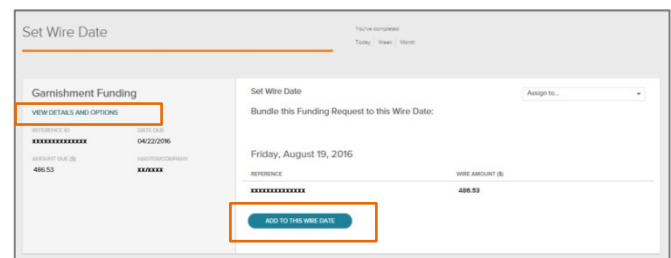 Set Wire Date
You've completed
Today | Week | Month
Garnishment Funding
VIEW DETAILS AND OPTIONS
REFERENCE ID DATE DUE
xxxxxxxxxxxxxx 04/22/2016
AMOUNT DUE ($)
486.53 xx/xxxx
Set Wire Date
Assign to...
Bundle this Funding Request to this Wire Date:
Friday, August 19, 2016
REFERENCE WIRE AMOUNT ($)
xxxxxxxxxxxxxx 486.53
ADD TO THIS WIRE DATE